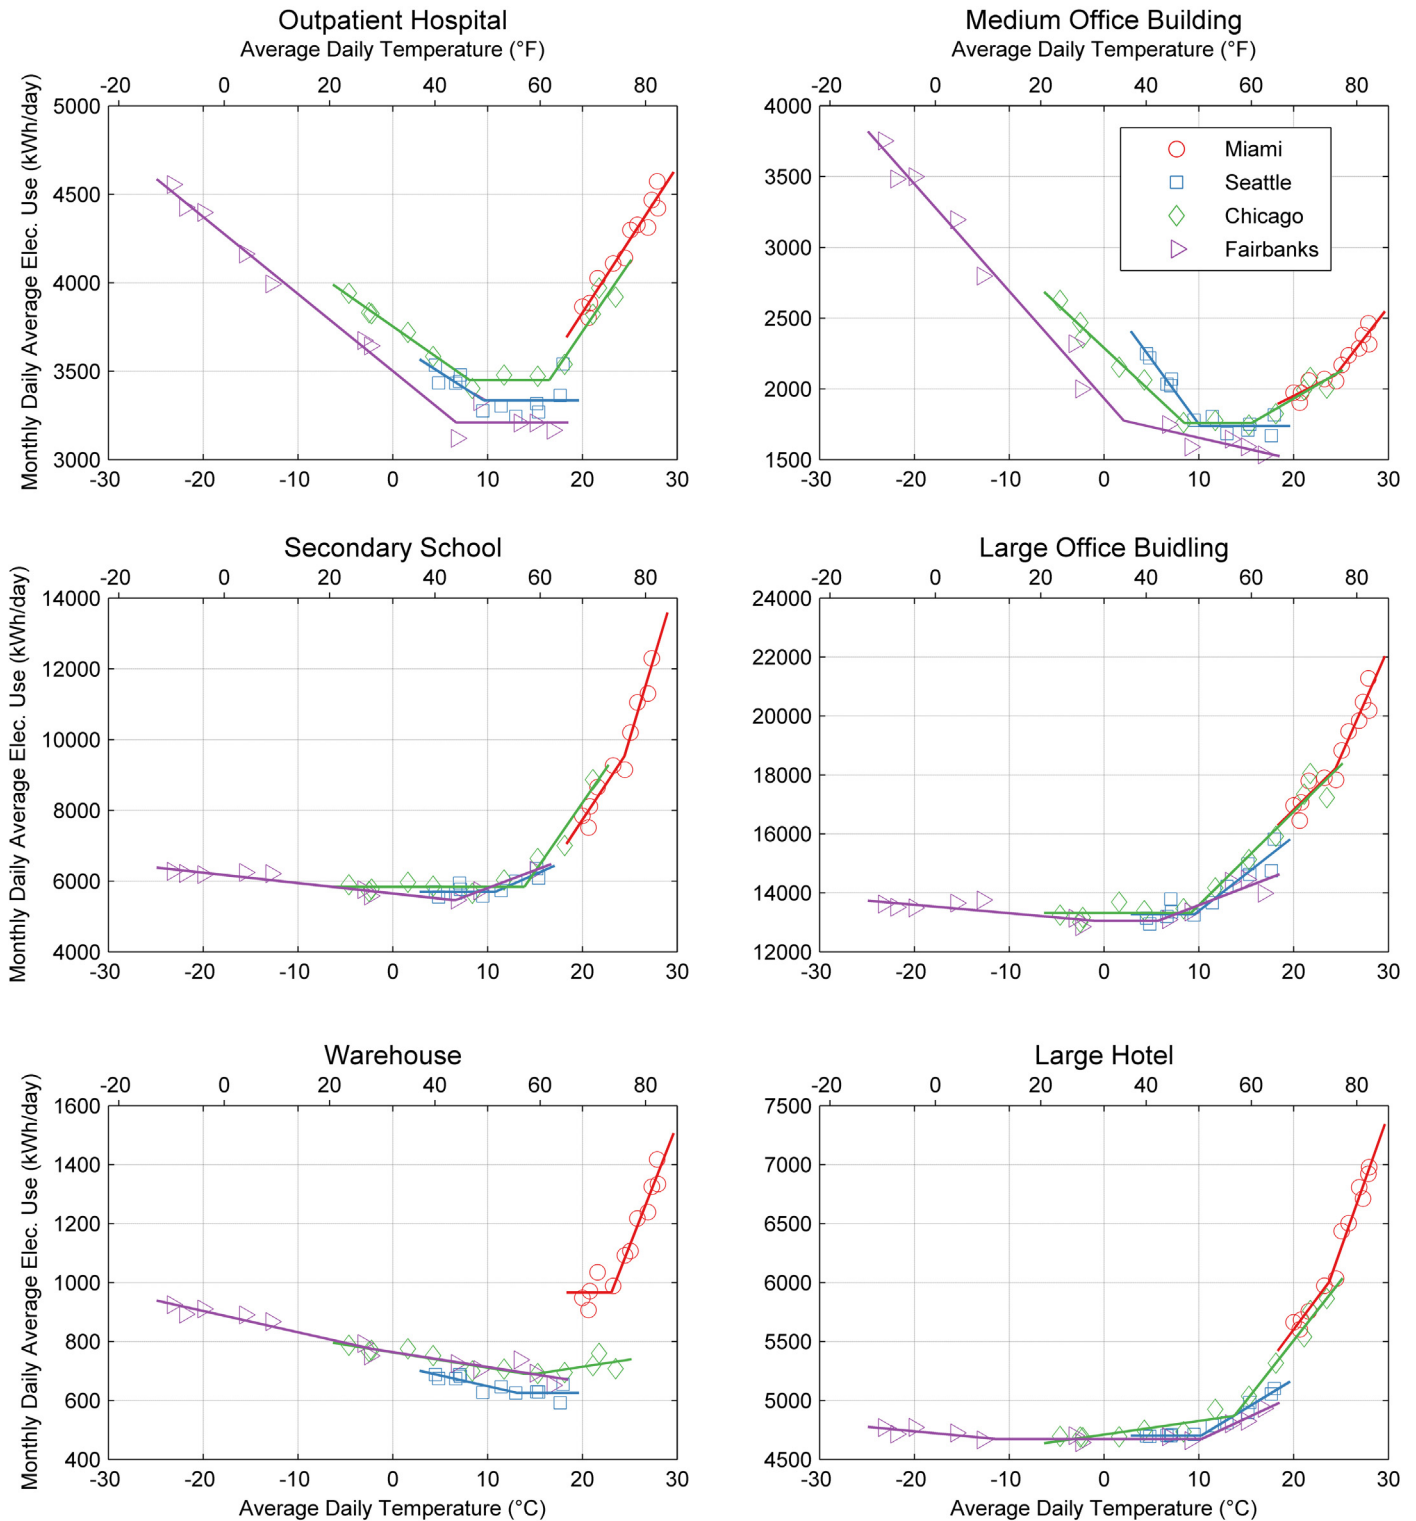 Outpatient Hospital
Average Daily Temperature (°F)
-20 0 20 40 60 80
5000
4500
4000
3500
3000
Monthly Daily Average Elec. Use (kWh/day)
-30 -20 -10 0 10 20 30
Medium Office Building
Average Daily Temperature (°F)
-20 0 20 40 60 80
4000
3500
3000
2500
2000
1500
Miami
Seattle
Chicago
Fairbanks
-30 -20 -10 0 10 20 30
Secondary School
-20 0 20 40 60 80
14000
12000
10000
8000
6000
4000
Monthly Daily Average Elec. Use (kWh/day)
-30 -20 -10 0 10 20 30
Large Office Buidling
-20 0 20 40 60 80
24000
22000
20000
18000
16000
14000
12000
-30 -20 -10 0 10 20 30
Warehouse
-20 0 20 40 60 80
1600
1400
1200
1000
800
600
400
Monthly Daily Average Elec. Use (kWh/day)
-30 -20 -10 0 10 20 30
Average Daily Temperature (°C)
Large Hotel
-20 0 20 40 60 80
7500
7000
6500
6000
5500
5000
4500
-30 -20 -10 0 10 20 30
Average Daily Temperature (°C)